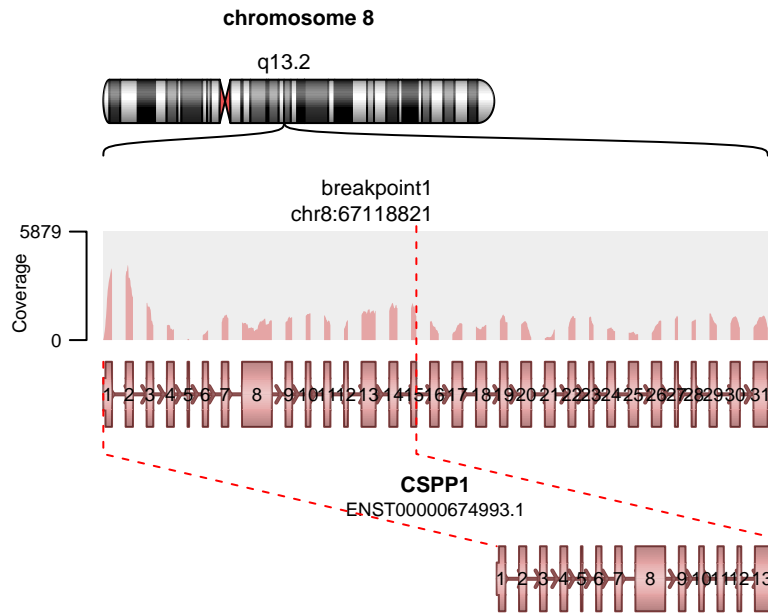 chromosome 8
q13.2
breakpoint1
chr8:67118821
5879
Coverage
0
1 2 3 4 5 6 7 8 9 10 11 12 13 14 15 16 17 18 19 20 21 22 23 24 25 26 27 28 29 30 31
CSPP1
ENST00000674993.1
1 2 3 4 5 6 7 8 9 10 11 12 13